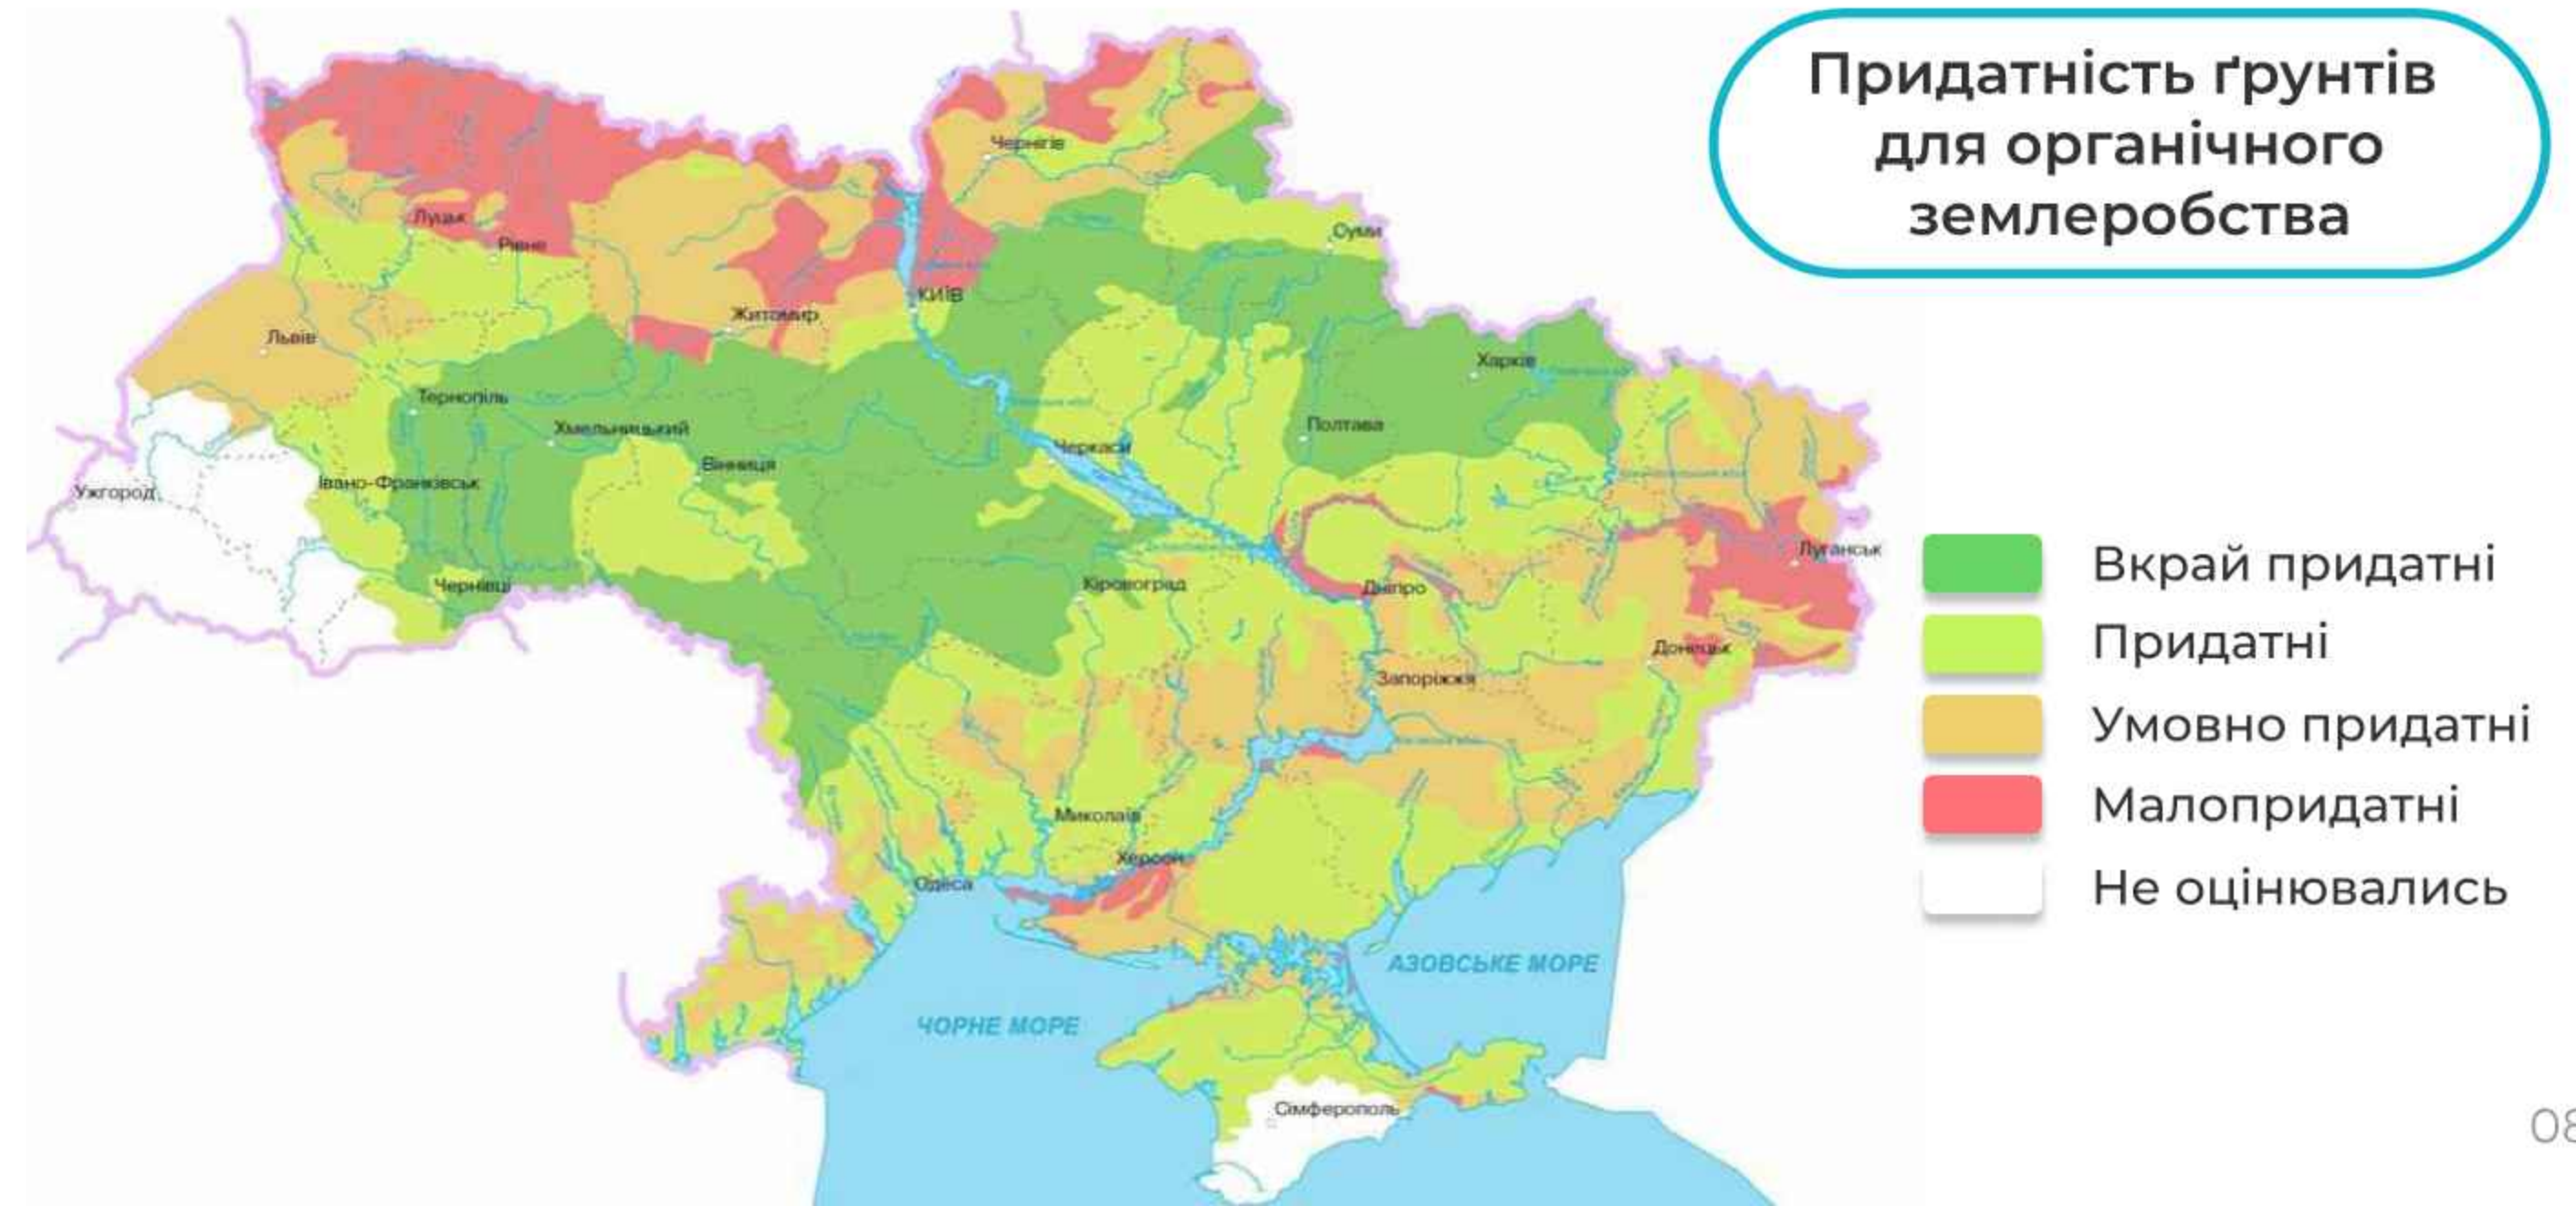 Придатність ґрунтів
для органічного
землеробства
Чернігів
Луцьк
Рівне
Суми
КИЇВ
Житомир
Львів
Харків
Тернопіль
Полтава
Хмельницький
Черкаси
Вінниця
Івано-Франківськ
Ужгород
Луганськ
Чернівці
Кіровоград
Дніпро
Донецьк
Запоріжжя
Миколаїв
Херсон
Одеса
АЗОВСЬКЕ МОРЕ
ЧОРНЕ МОРЕ
Сімферополь
Вкрай придатні
Придатні
Умовно придатні
Малопридатні
Не оцінювались
08